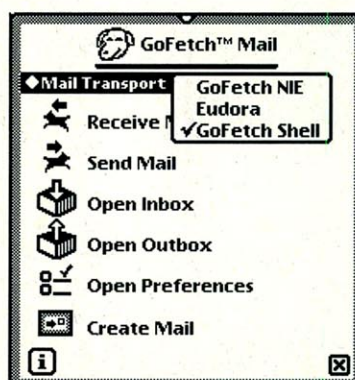 GoFetch™ Mail
◆Mail Transport
GoFetch NIE
Eudora
✓GoFetch Shell
Receive
Send Mail
Open Inbox
Open Outbox
Open Preferences
Create Mail
i